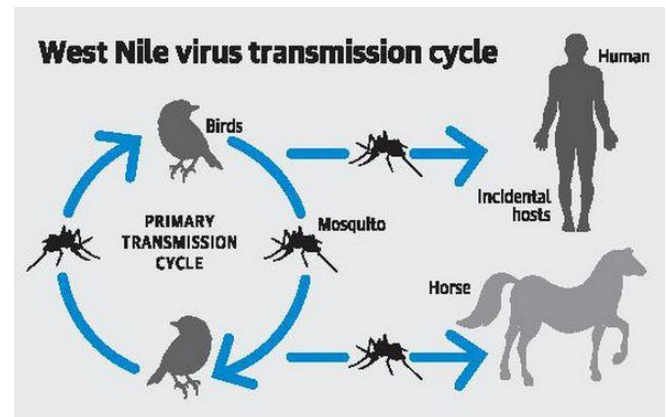 West Nile virus transmission cycle
Human
Birds
PRIMARY
TRANSMISSION
CYCLE
Mosquito
Incidental
hosts
Horse